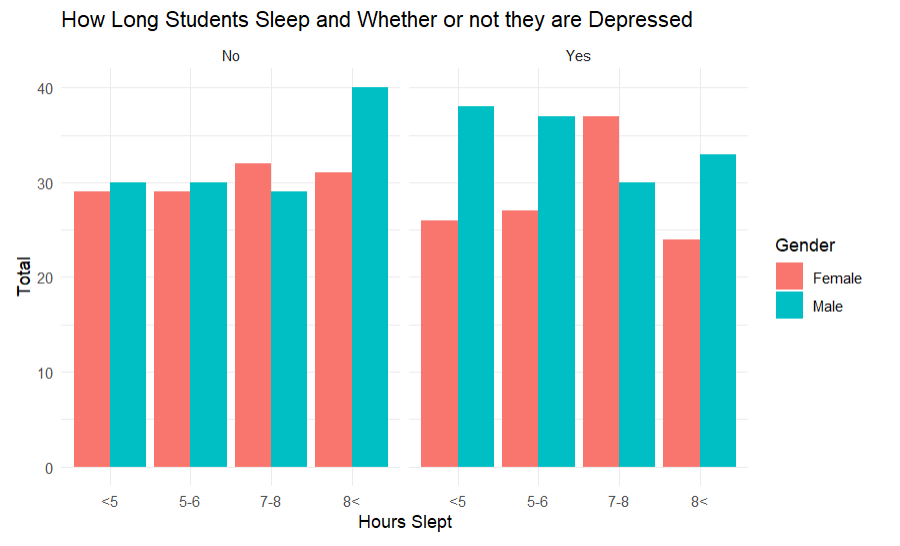 How Long Students Sleep and Whether or not they are Depressed
No
Yes
40
30
20
10
0
Total
<5
5-6
7-8
8<
<5
5-6
7-8
8<
Hours Slept
Gender
Female
Male